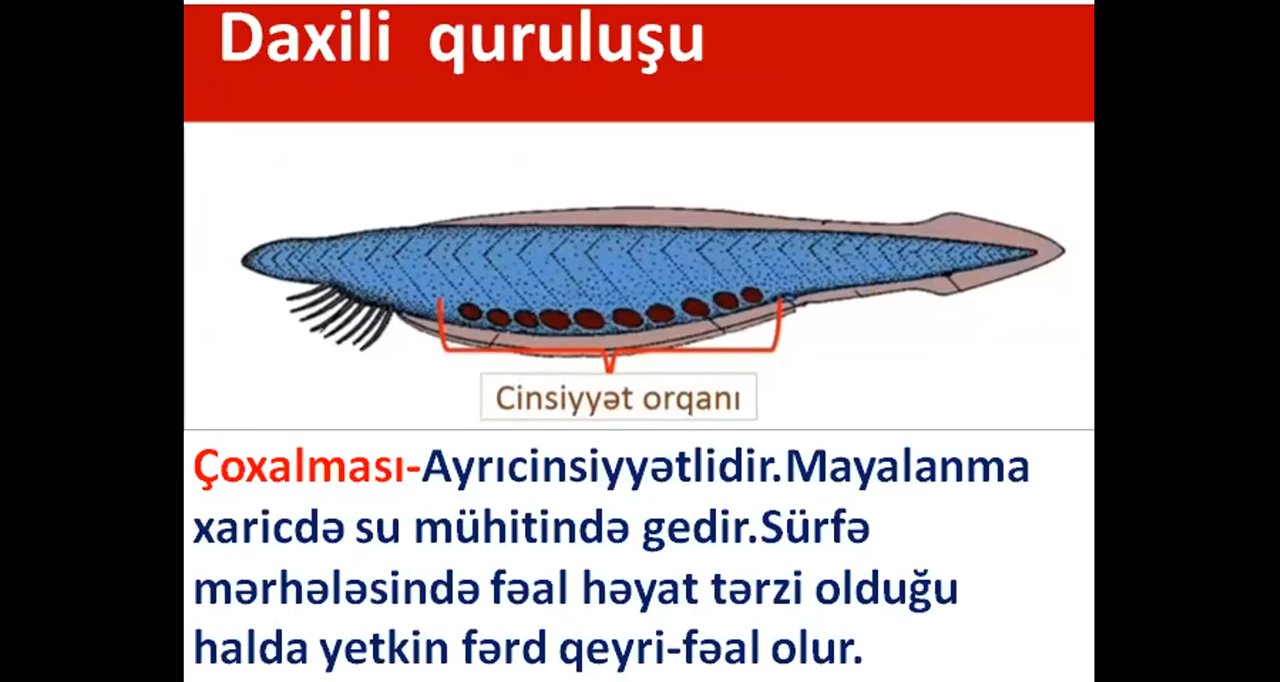 Daxili quruluşu
Cinsiyyət orqanı
Çoxalması-Ayrıcinsiyyətlidir.Mayalanma
xaricdə su mühitində gedir.Sürfə
mərhələsində fəal həyat tərzi olduğu
halda yetkin fərd qeyri-fəal olur.